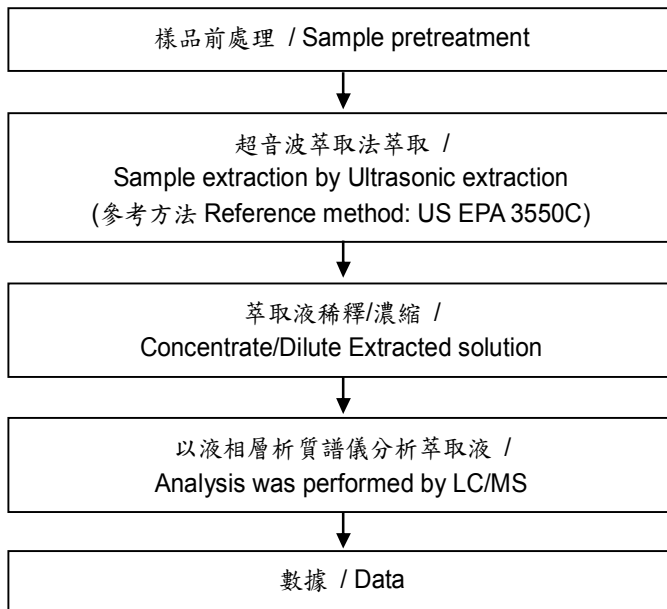 樣品前處理 / Sample pretreatment
超音波萃取法萃取 /
Sample extraction by Ultrasonic extraction
(參考方法 Reference method: US EPA 3550C)
萃取液稀釋/濃縮 /
Concentrate/Dilute Extracted solution
以液相層析質譜儀分析萃取液 /
Analysis was performed by LC/MS
數據 / Data